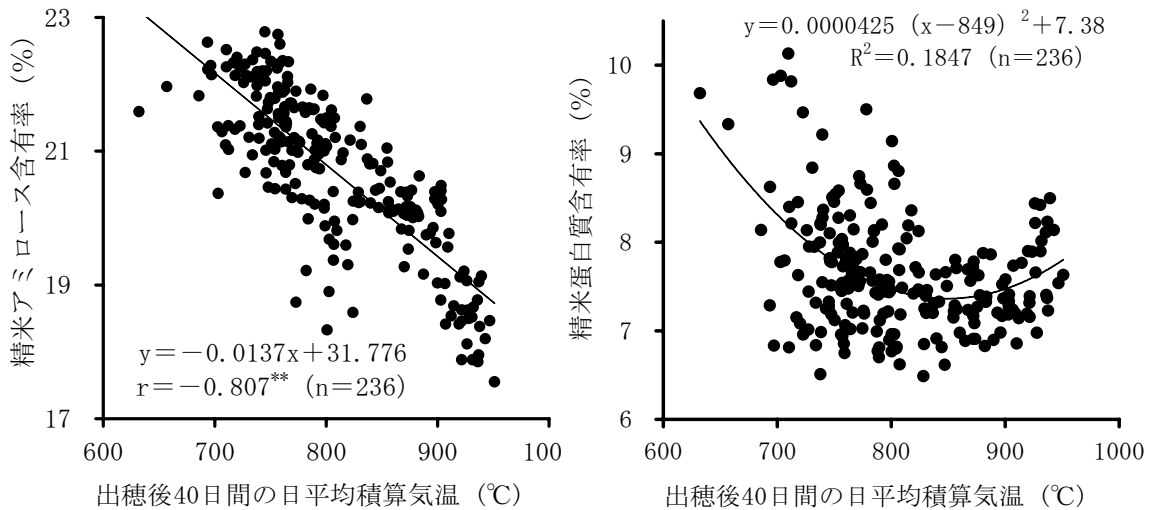 精米アミロース含有率 (%)
23
21
19
17
y=-0.0137x+31.776
r=-0.807** (n=236)
600
700
800
900
100
出穂後40日間の日平均積算気温 (℃)
精米蛋白質含有率 (%)
y=0.0000425 (x-849) ²+7.38
R²=0.1847 (n=236)
10
9
8
7
6
600
700
800
900
1000
出穂後40日間の日平均積算気温 (℃)